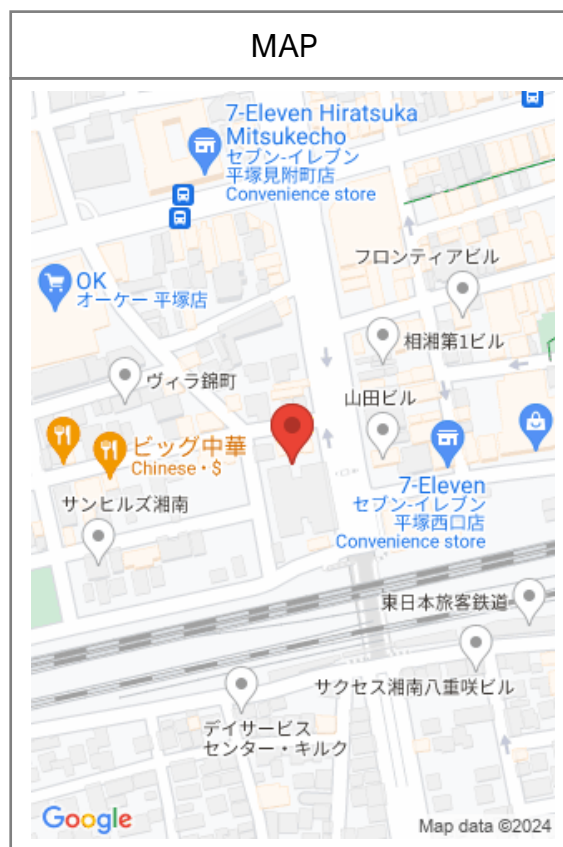 MAP
7-Eleven Hiratsuka
Mitsukecho
セブン-イレブン
平塚見附町店
Convenience store
フロンティアビル
OK
オーケー 平塚店
相湘第1ビル
ヴィラ錦町
山田ビル
ビッグ中華
Chinese・$
7-Eleven
セブン-イレブン
平塚西口店
Convenience store
サンヒルズ湘南
東日本旅客鉄道
サクセス湘南八重咲ビル
デイサービス
センター・キルク
Google
Map data ©2024